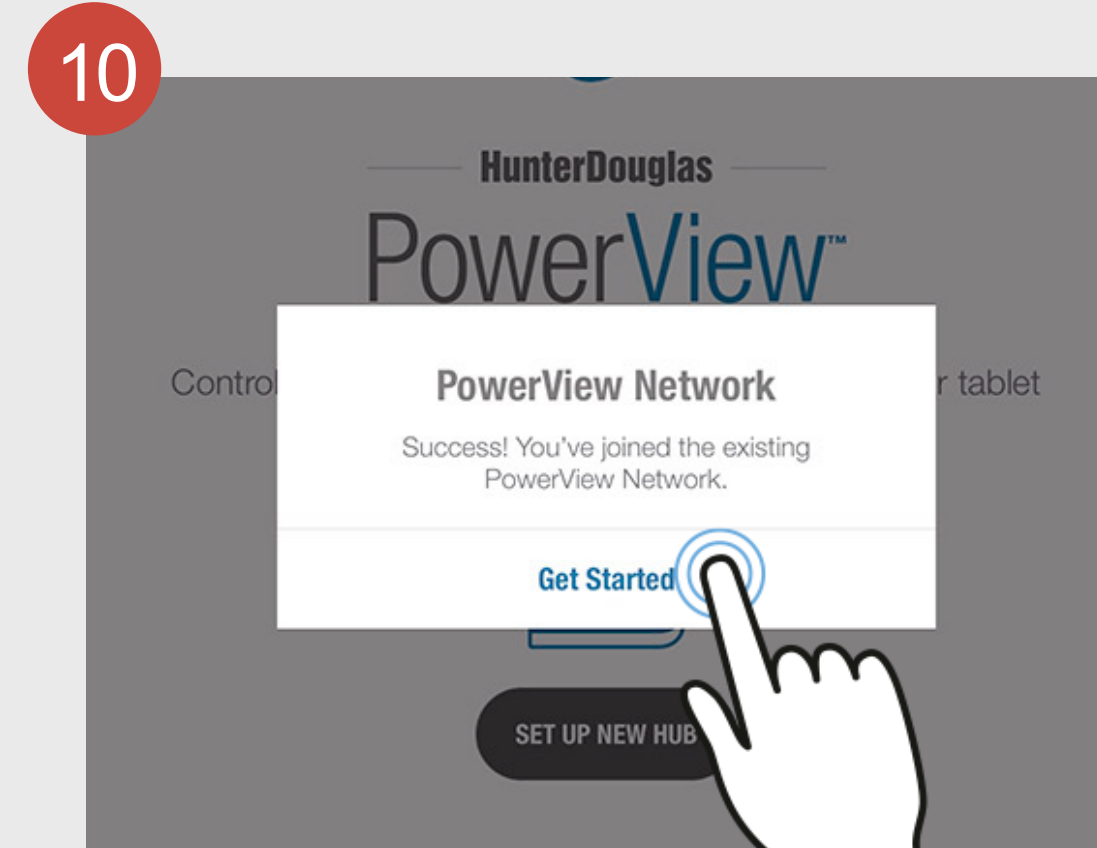 10
HunterDouglas
PowerView™
Control
r tablet
PowerView Network
Success! You've joined the existing
PowerView Network.
Get Started
SET UP NEW HUB